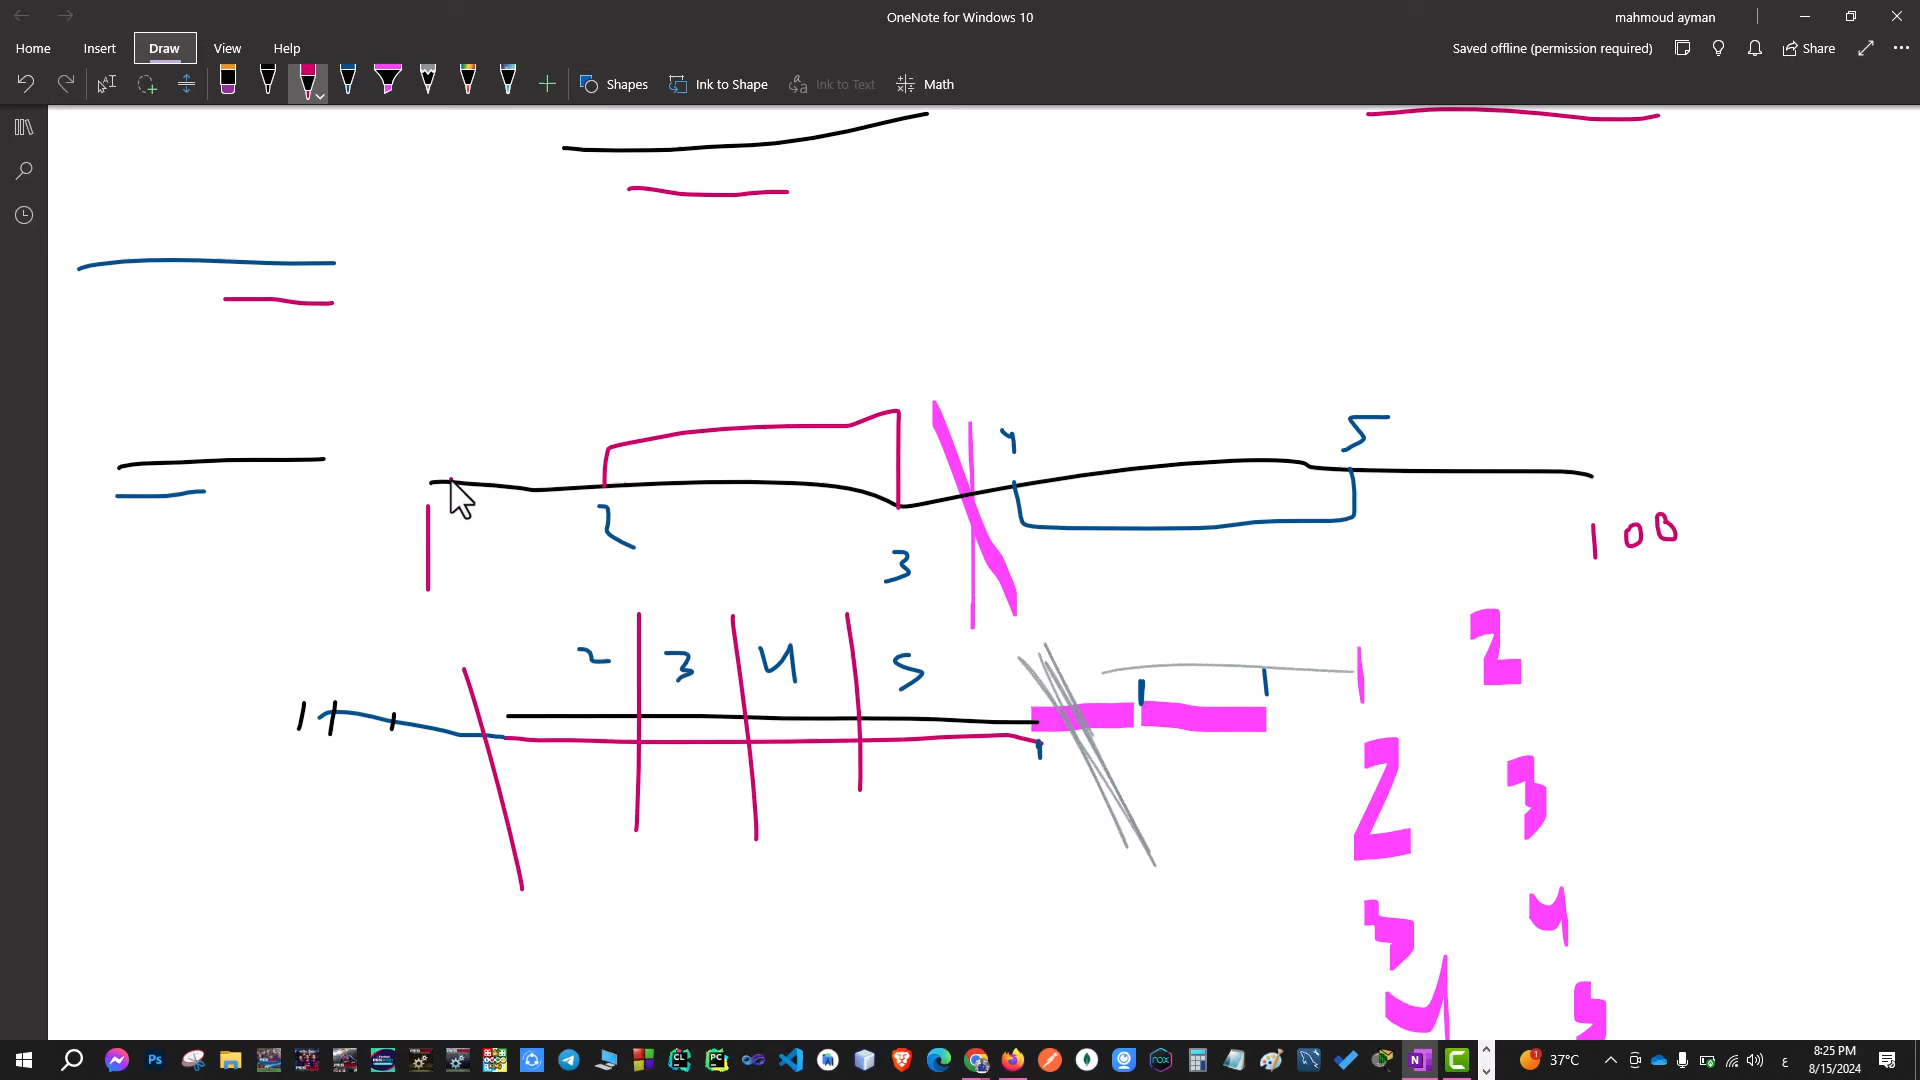 OneNote for Windows 10
mahmoud ayman
Home Insert Draw View Help
Saved offline (permission required)
Share
Shapes
Ink to Shape
Ink to Text
Math
4
5
2
3
100
2 3 4 5
2
2
3
3
4
4
5
37°C
ع
8:25 PM
8/15/2024